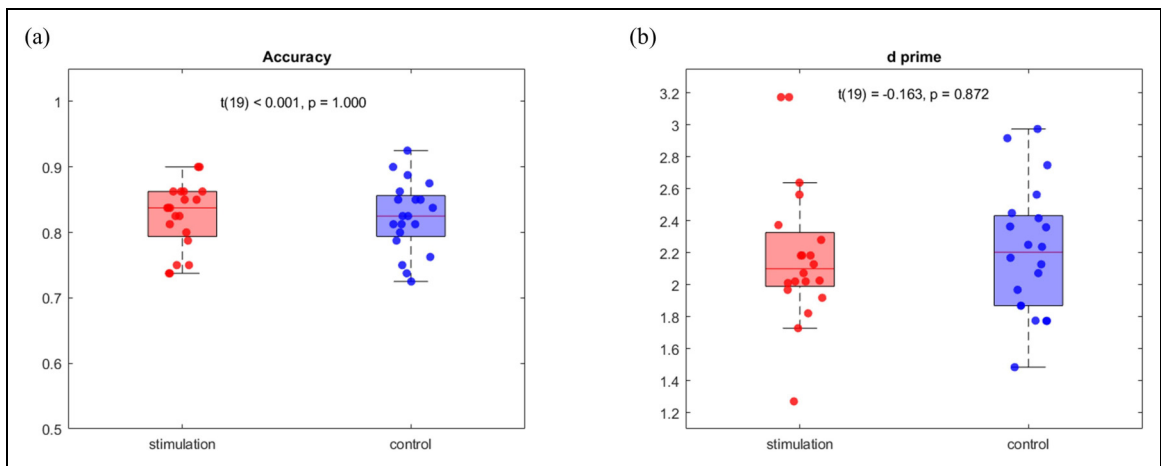 (a)
Accuracy
t(19) < 0.001, p = 1.000
1
0.9
0.8
0.7
0.6
0.5
stimulation
control
(b)
d prime
t(19) = -0.163, p = 0.872
3.2
3
2.8
2.6
2.4
2.2
2
1.8
1.6
1.4
1.2
stimulation
control